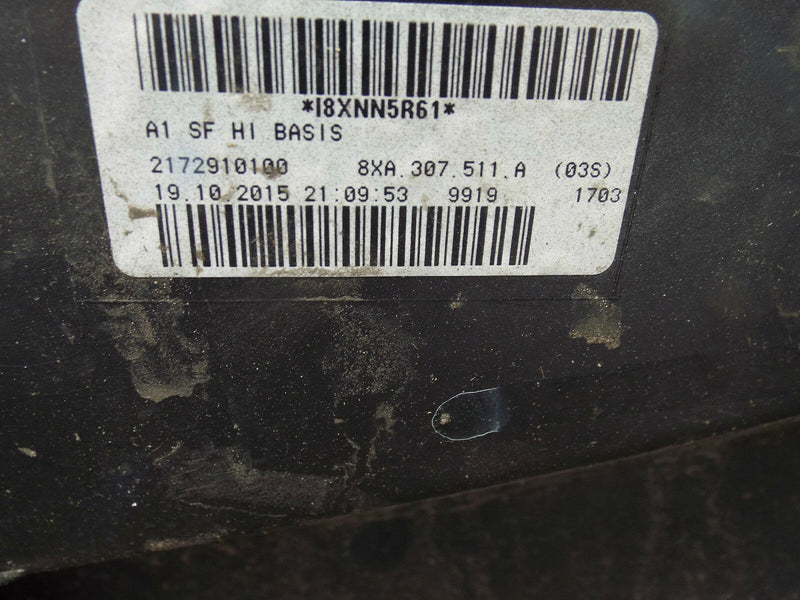 *I8XNN5R61*
A1 SF HI BASIS
2172910100 8XA.307.511.A (03S)
19.10.2015 21:09:53 9919 1703